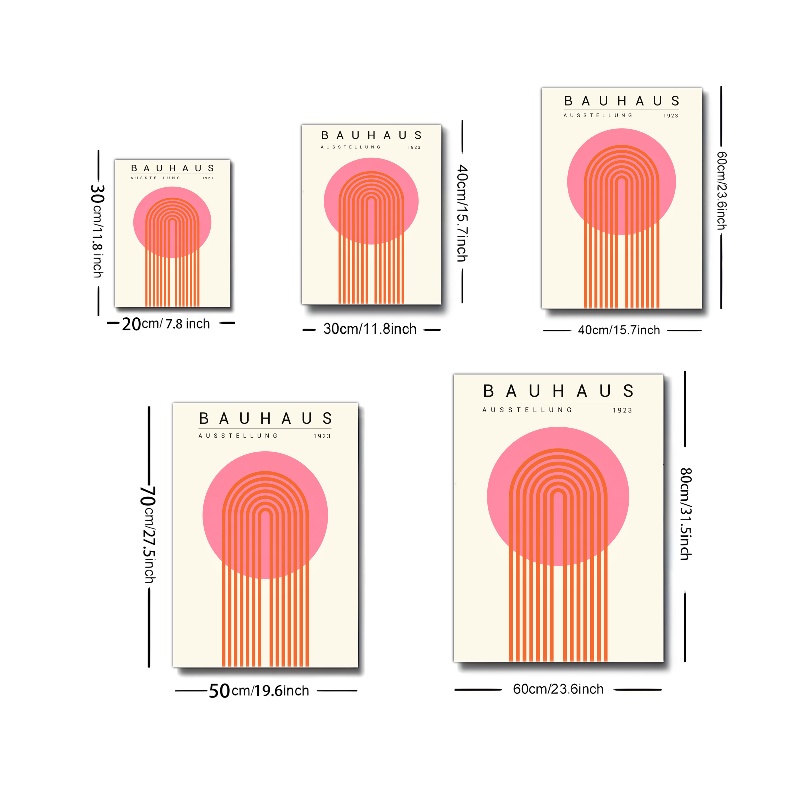 BAUHAUS
AUSSTELLUNG 1923
30cm/11.8 inch
20cm/7.8 inch
BAUHAUS
AUSSTELLUNG 1923
40cm/15.7inch
30cm/11.8inch
BAUHAUS
AUSSTELLUNG 1923
60cm/23.6inch
40cm/15.7inch
BAUHAUS
AUSSTELLUNG 1923
70cm/27.5inch
50cm/19.6inch
BAUHAUS
AUSSTELLUNG 1923
80cm/31.5inch
60cm/23.6inch